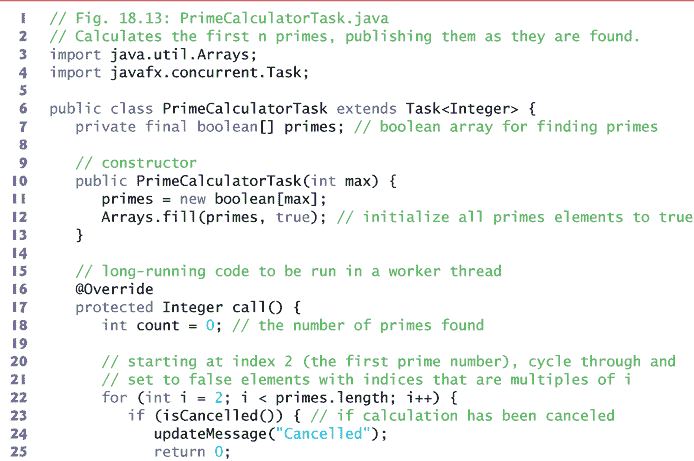 1 // Fig. 18.13: PrimeCalculatorTask.java
2 // Calculates the first n primes, publishing them as they are found.
3 import java.util.Arrays;
4 import javafx.concurrent.Task;
5
6 public class PrimeCalculatorTask extends Task<Integer> {
7    private final boolean[] primes; // boolean array for finding primes
8
9    // constructor
10    public PrimeCalculatorTask(int max) {
11       primes = new boolean[max];
12       Arrays.fill(primes, true); // initialize all primes elements to true
13    }
14
15    // long-running code to be run in a worker thread
16    @Override
17    protected Integer call() {
18       int count = 0; // the number of primes found
19
20       // starting at index 2 (the first prime number), cycle through and
21       // set to false elements with indices that are multiples of i
22       for (int i = 2; i < primes.length; i++) {
23          if (isCancelled()) { // if calculation has been canceled
24             updateMessage("Cancelled");
25             return 0;